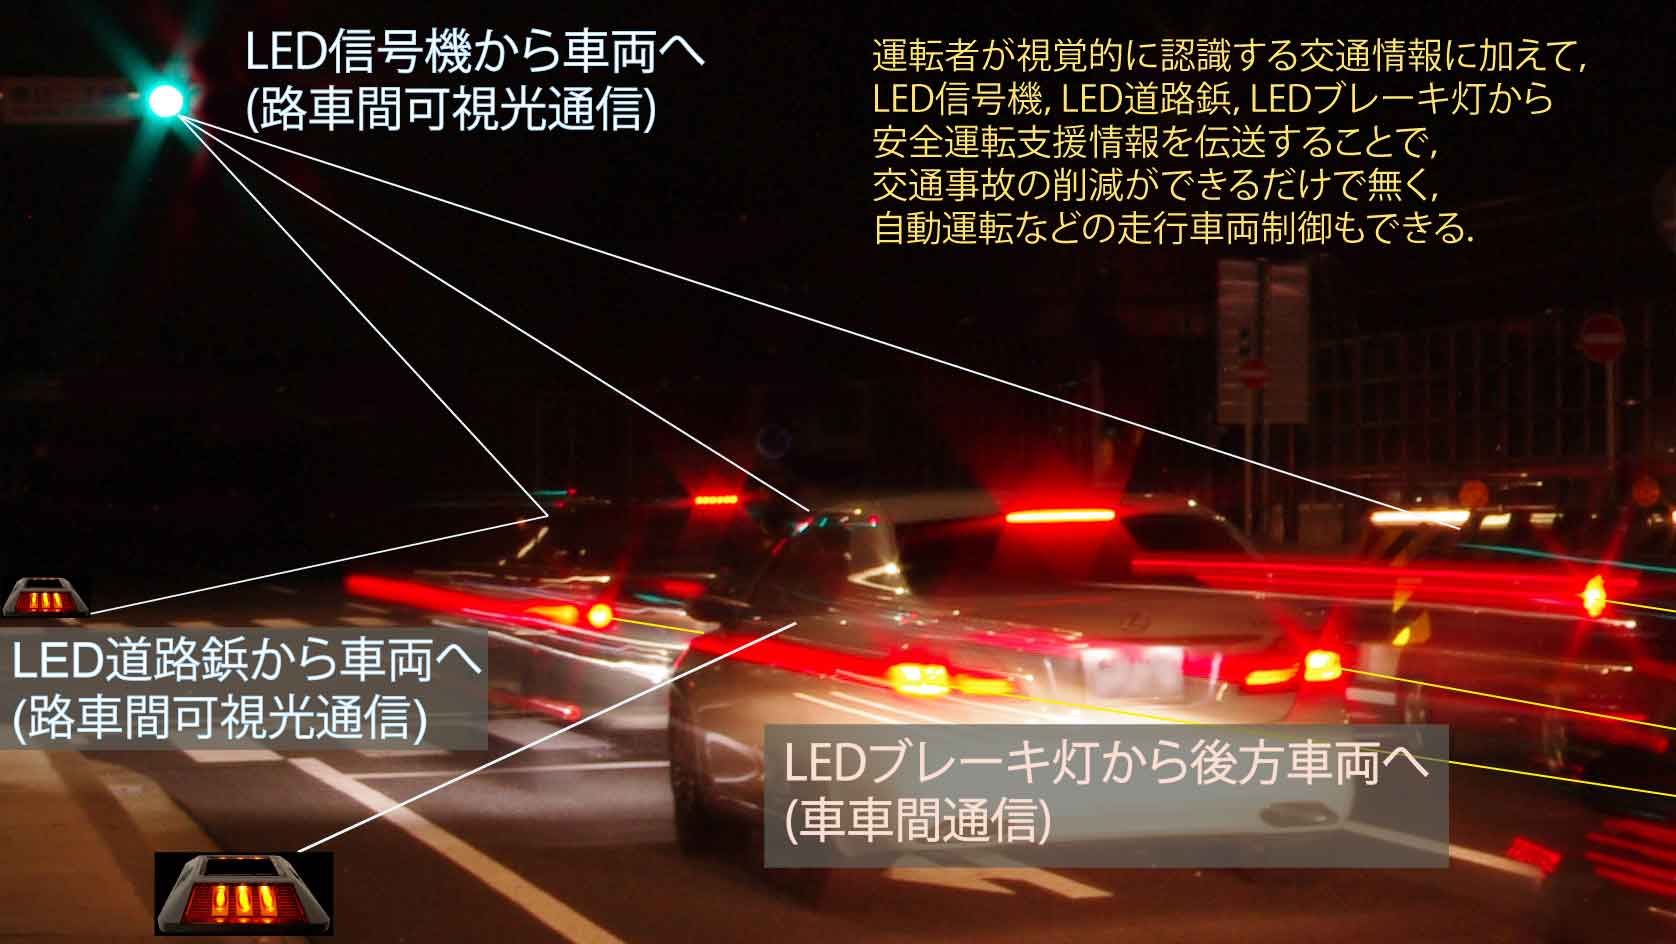 LED信号機から車両へ
(路車間可視光通信)
運転者が視覚的に認識する交通情報に加えて,
LED信号機, LED道路鋲, LEDブレーキ灯から
安全運転支援情報を伝送することで,
交通事故の削減ができるだけで無く,
自動運転などの走行車両制御もできる.
LED道路鋲から車両へ
(路車間可視光通信)
LEDブレーキ灯から後方車両へ
(車車間通信)